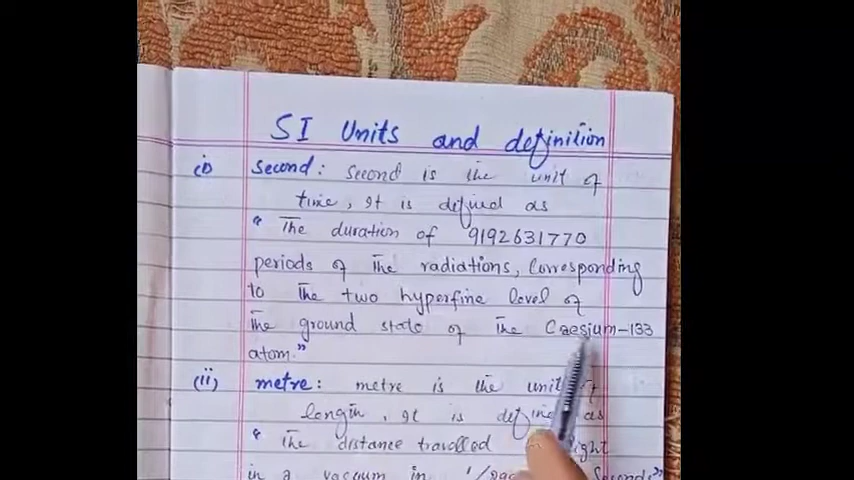 SI Units and definition
(i) second: second is the unit of
time, It is defined as
" The duration of 9192631770
periods of the radiations, Corresponding
to the two hyperfine level of
the ground state of the Caesium-133
atom."
(ii) metre: metre is the unit
length, It is as
" The distance travelled
in a vacuum in Seconds"